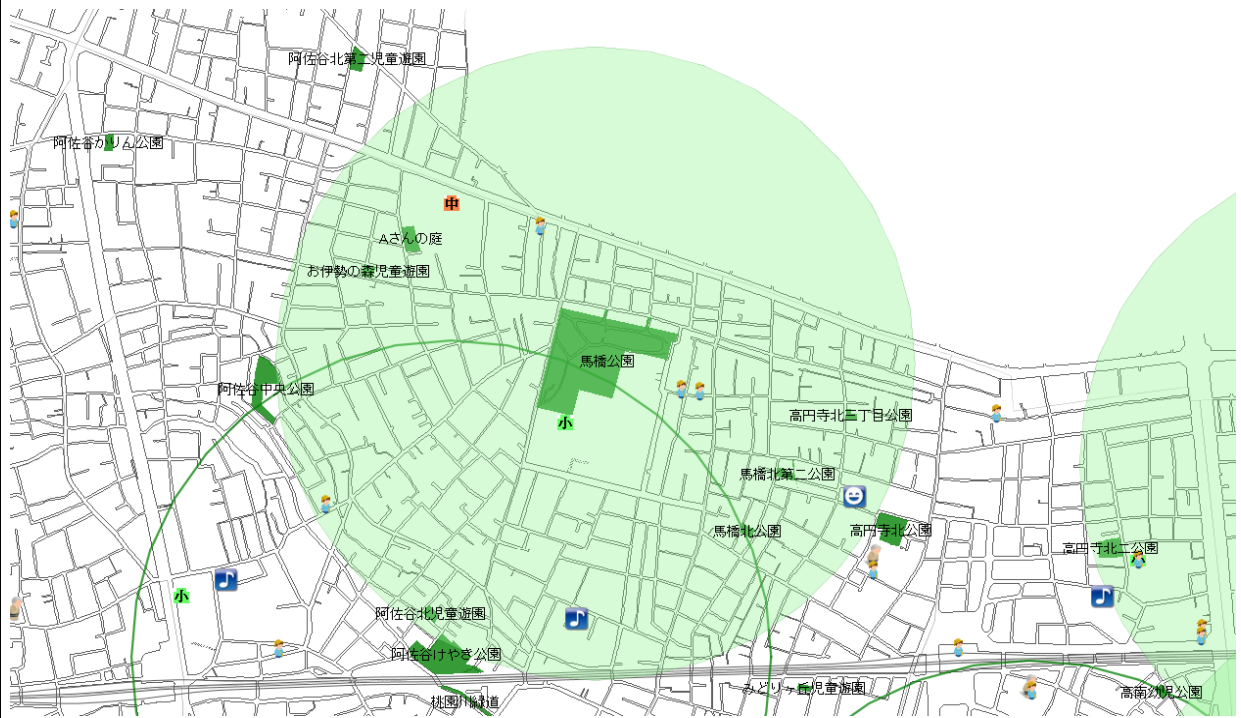 阿佐谷北第二児童遊園
阿佐谷かりん公園
中
Aさんの庭
お伊勢の森児童遊園
馬橋公園
阿佐谷中央公園
高円寺北三丁目公園
小
馬橋北第二公園
馬橋北公園
高円寺北公園
高円寺北二公園
小
阿佐谷北児童遊園
阿佐谷けやき公園
みどりヶ丘児童遊園
高南幼児公園
桃園川緑道